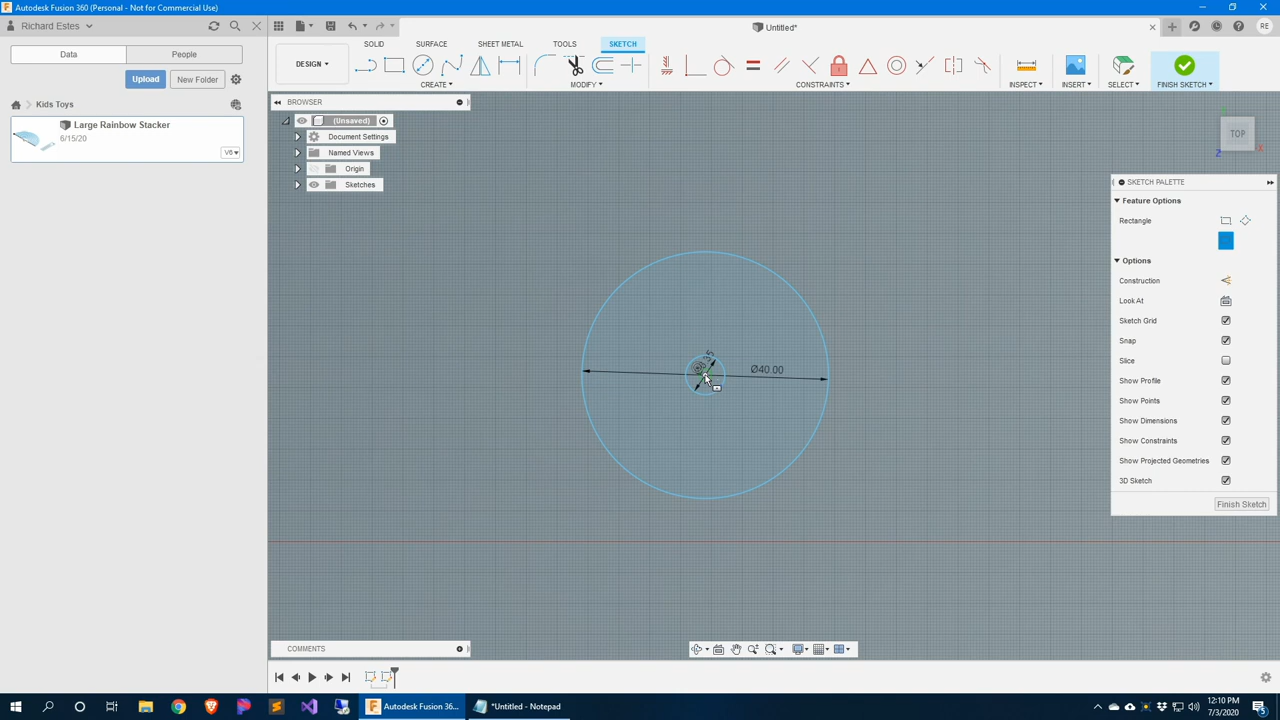 Autodesk Fusion 360 (Personal - Not for Commercial Use)
Richard Estes
Untitled*
RE
Data
People
DESIGN
SOLID
SURFACE
SHEET METAL
TOOLS
SKETCH
Upload
New Folder
CREATE
MODIFY
CONSTRAINTS
INSPECT
INSERT
SELECT
FINISH SKETCH
Kids Toys
Large Rainbow Stacker
6/15/20
V6
BROWSER
(Unsaved)
Document Settings
Named Views
Origin
Sketches
TOP
X
Z
SKETCH PALETTE
Feature Options
Rectangle
Options
Construction
Look At
Sketch Grid
Snap
Slice
Show Profile
Show Points
Show Dimensions
Show Constraints
Show Projected Geometries
3D Sketch
Finish Sketch
Ø40.00
COMMENTS
Autodesk Fusion 36...
*Untitled - Notepad
12:10 PM
7/3/2020
5